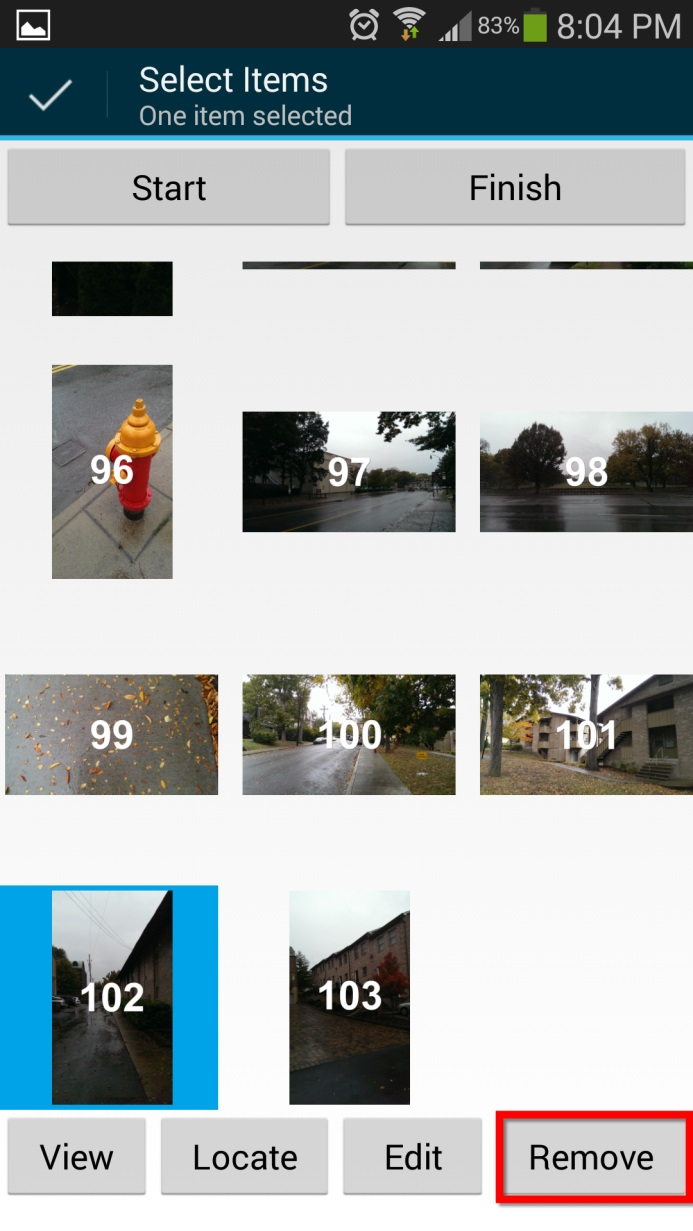 83% 8:04 PM
Select Items
One item selected
Start Finish
96 97 98
99 100 101
102 103
View Locate Edit Remove